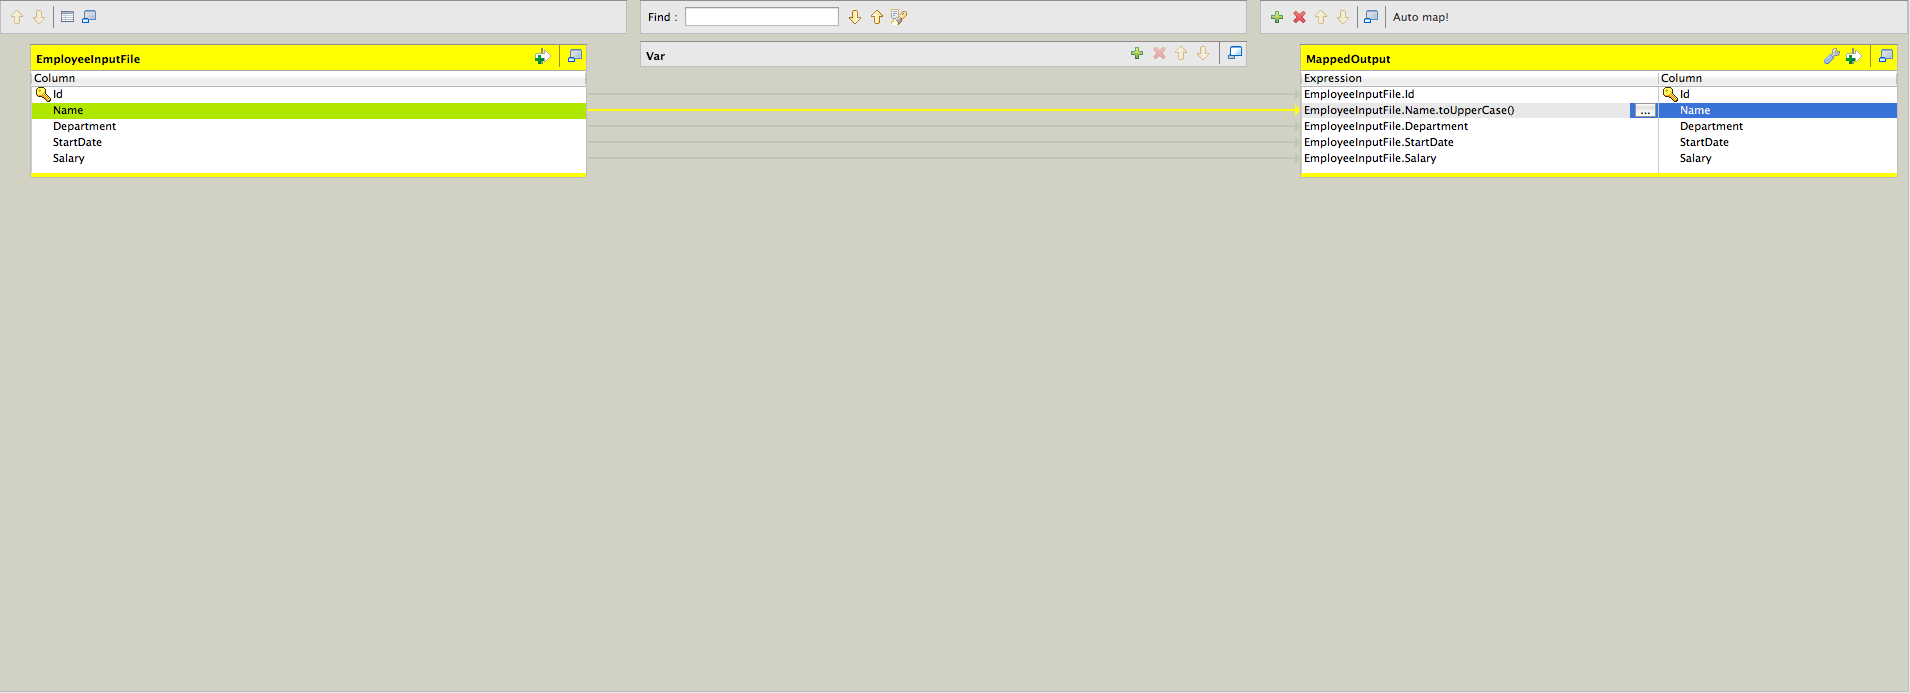 Find :
Auto map!
EmployeeInputFile
Column
Id
Name
Department
StartDate
Salary
Var
MappedOutput
Expression Column
EmployeeInputFile.Id Id
EmployeeInputFile.Name.toUpperCase() ... Name
EmployeeInputFile.Department Department
EmployeeInputFile.StartDate StartDate
EmployeeInputFile.Salary Salary